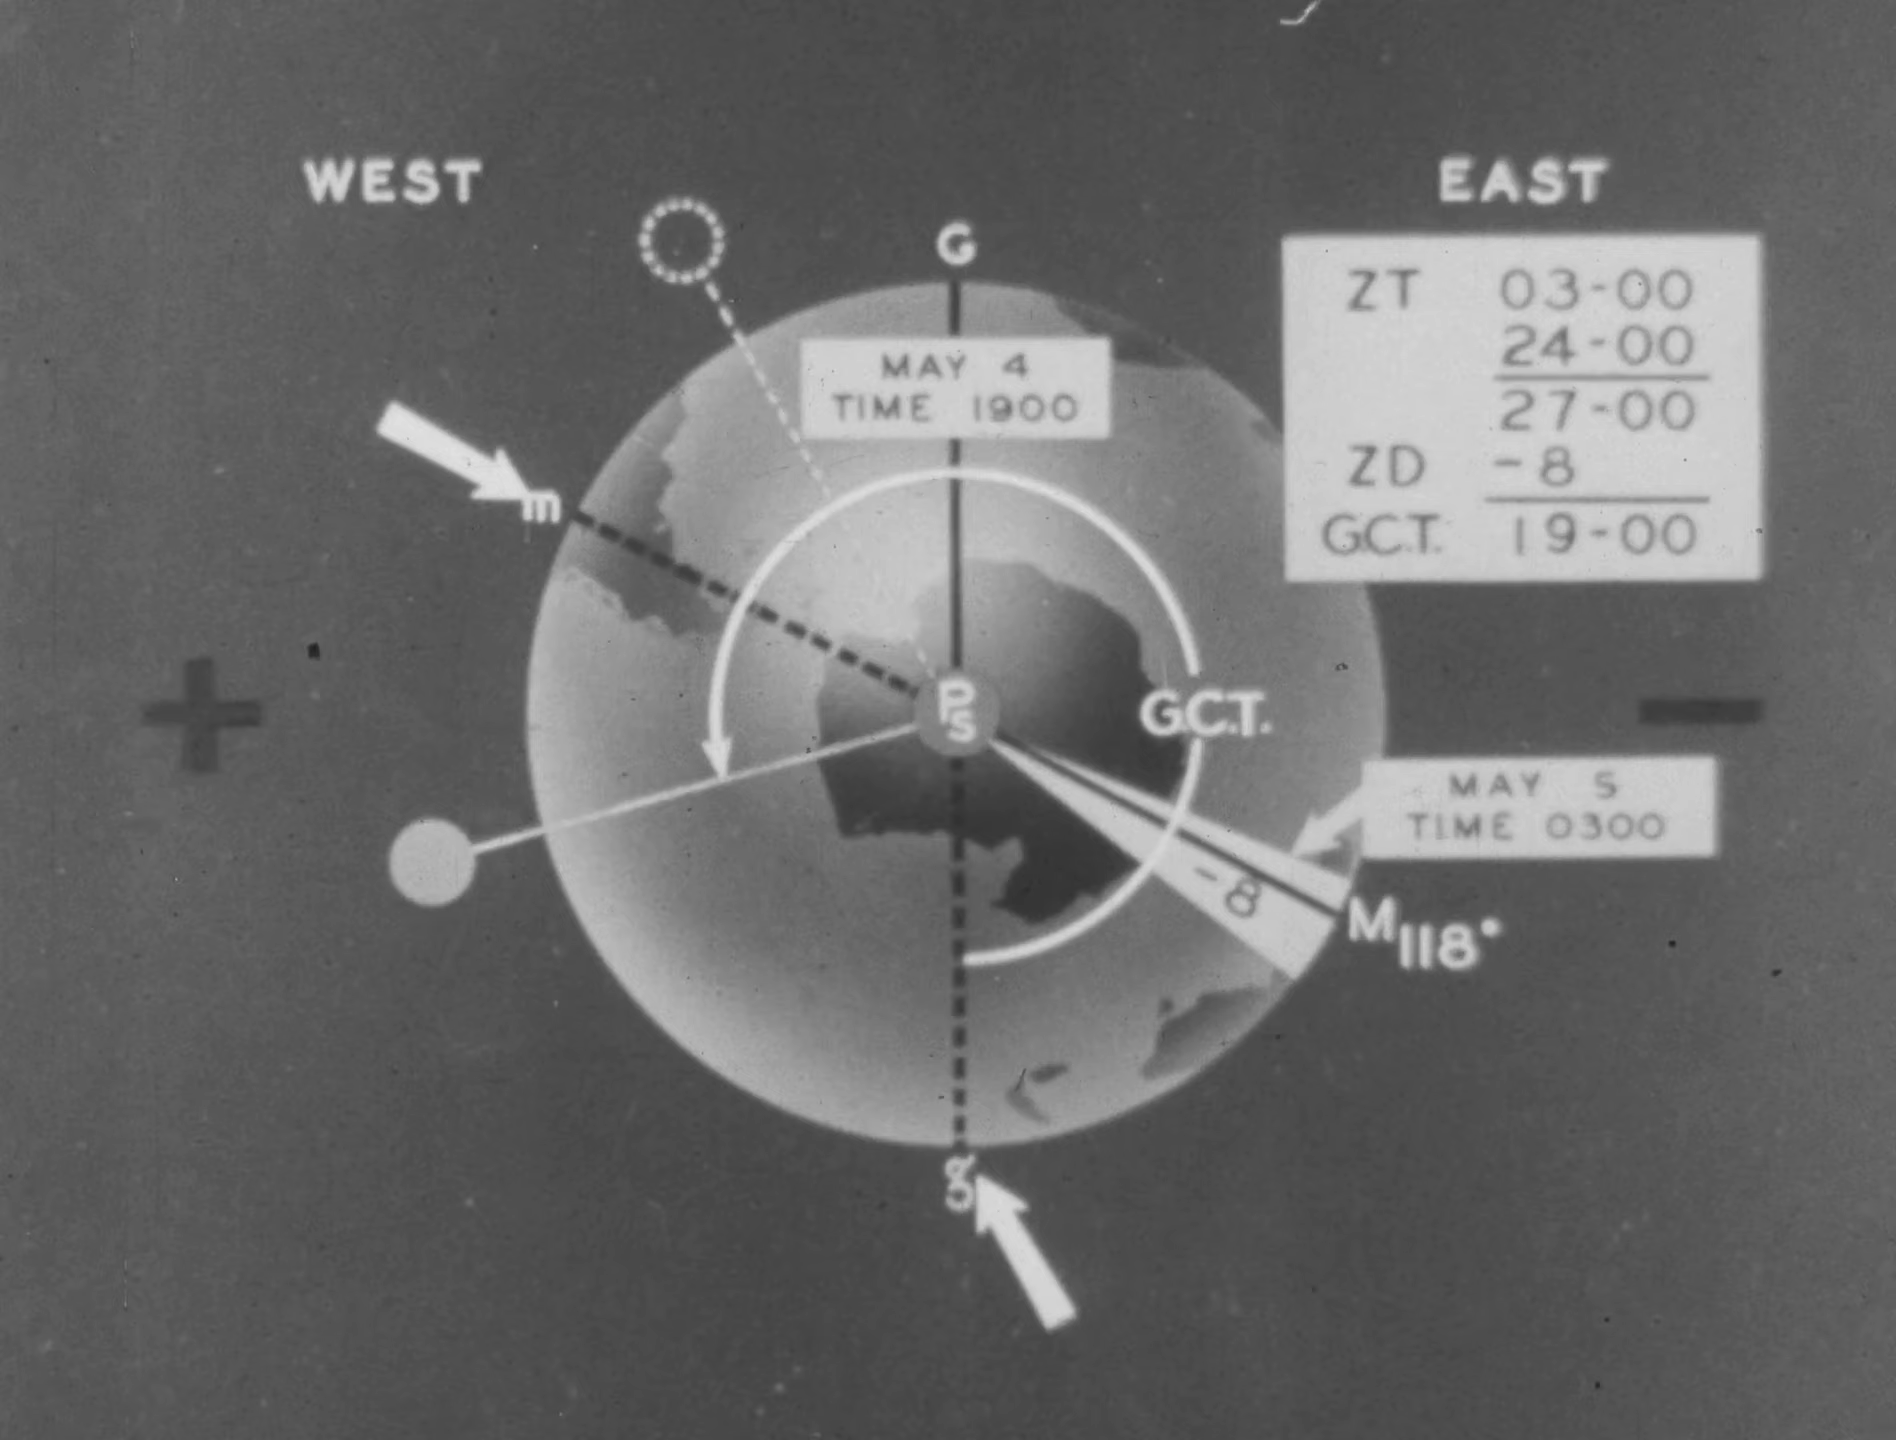 WEST
EAST
G
ZT 03-00
24-00
27-00
ZD -8
G.C.T. 19-00
MAY 4
TIME 1900
m
Ps
G.C.T.
+
-
MAY 5
TIME 0300
-8
M118°
g